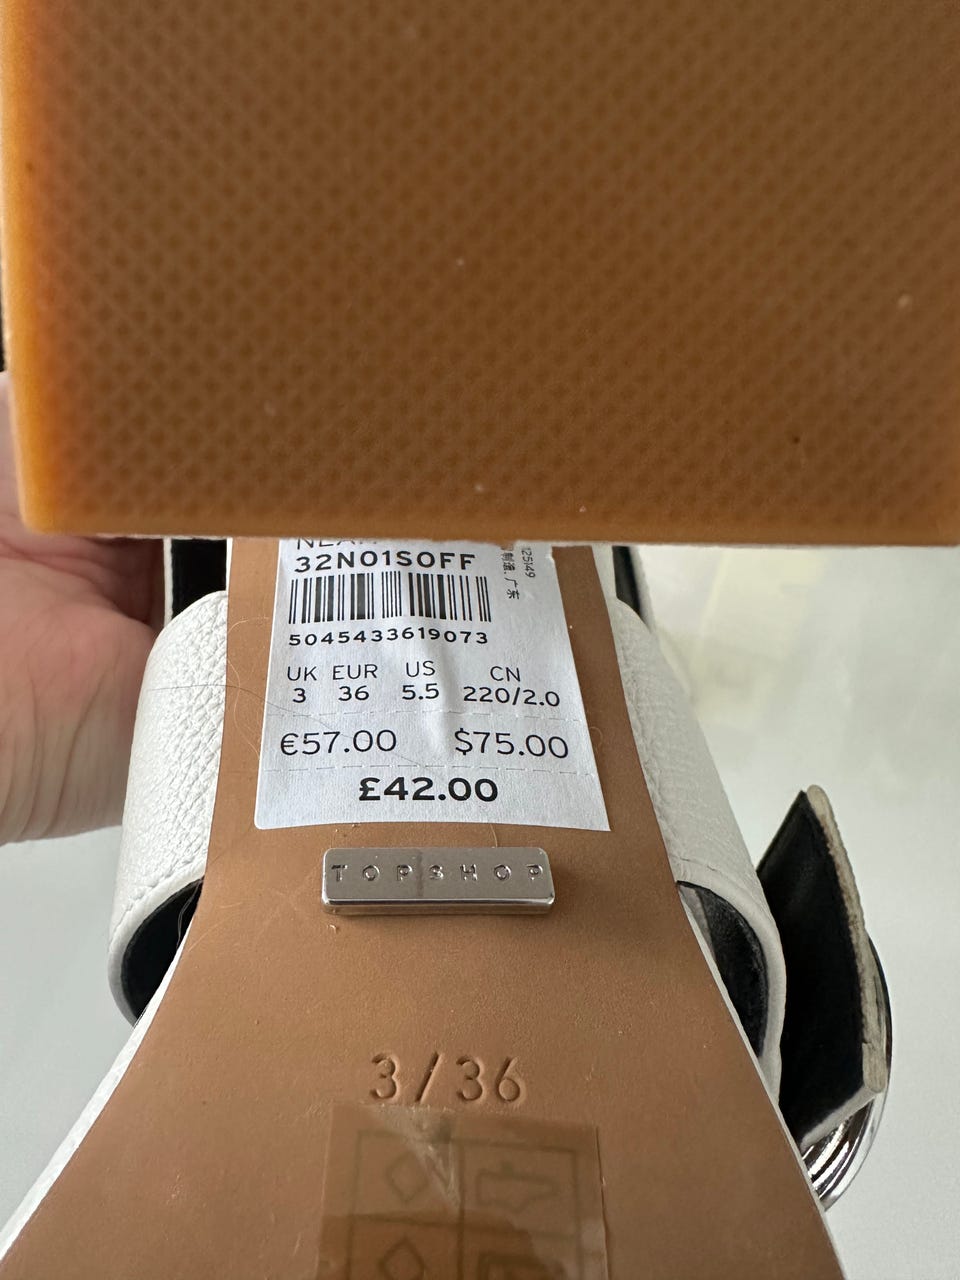 32N01SOFF
125149
5045433619073
UK EUR US CN
3 36 5.5 220/2.0
€57.00 $75.00
£42.00
TOPSHOP
3/36